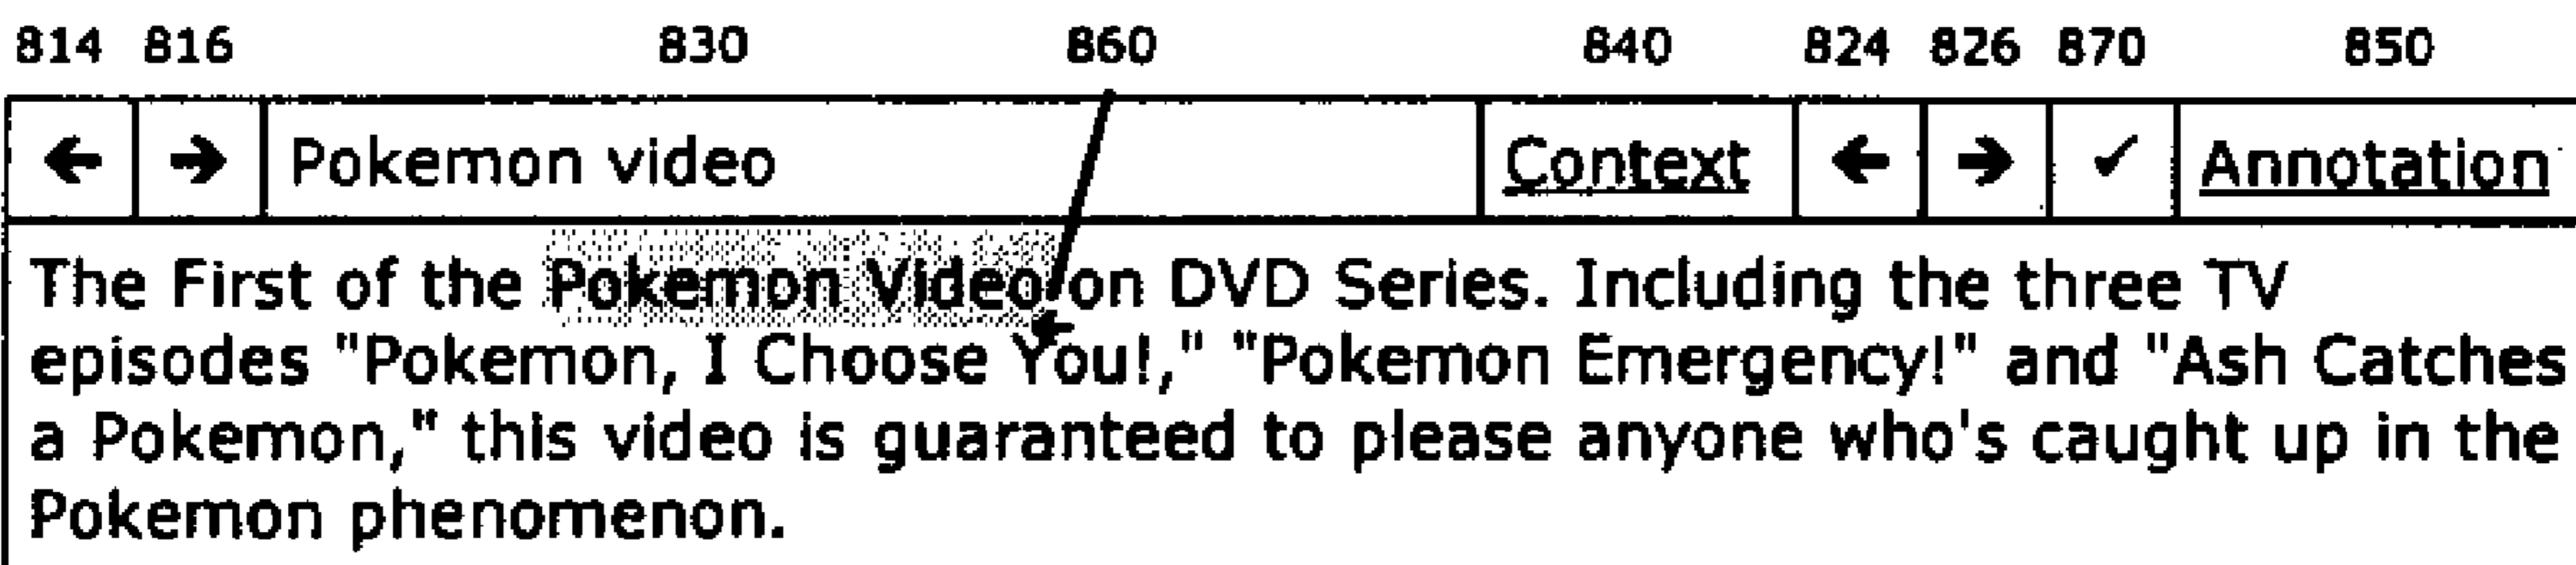 814 816 830 860 840 824 826 870 850
← → Pokemon video Context ← → ✓ Annotation
The First of the Pokemon Video on DVD Series. Including the three TV
episodes "Pokemon, I Choose You!," "Pokemon Emergency!" and "Ash Catches
a Pokemon," this video is guaranteed to please anyone who's caught up in the
Pokemon phenomenon.